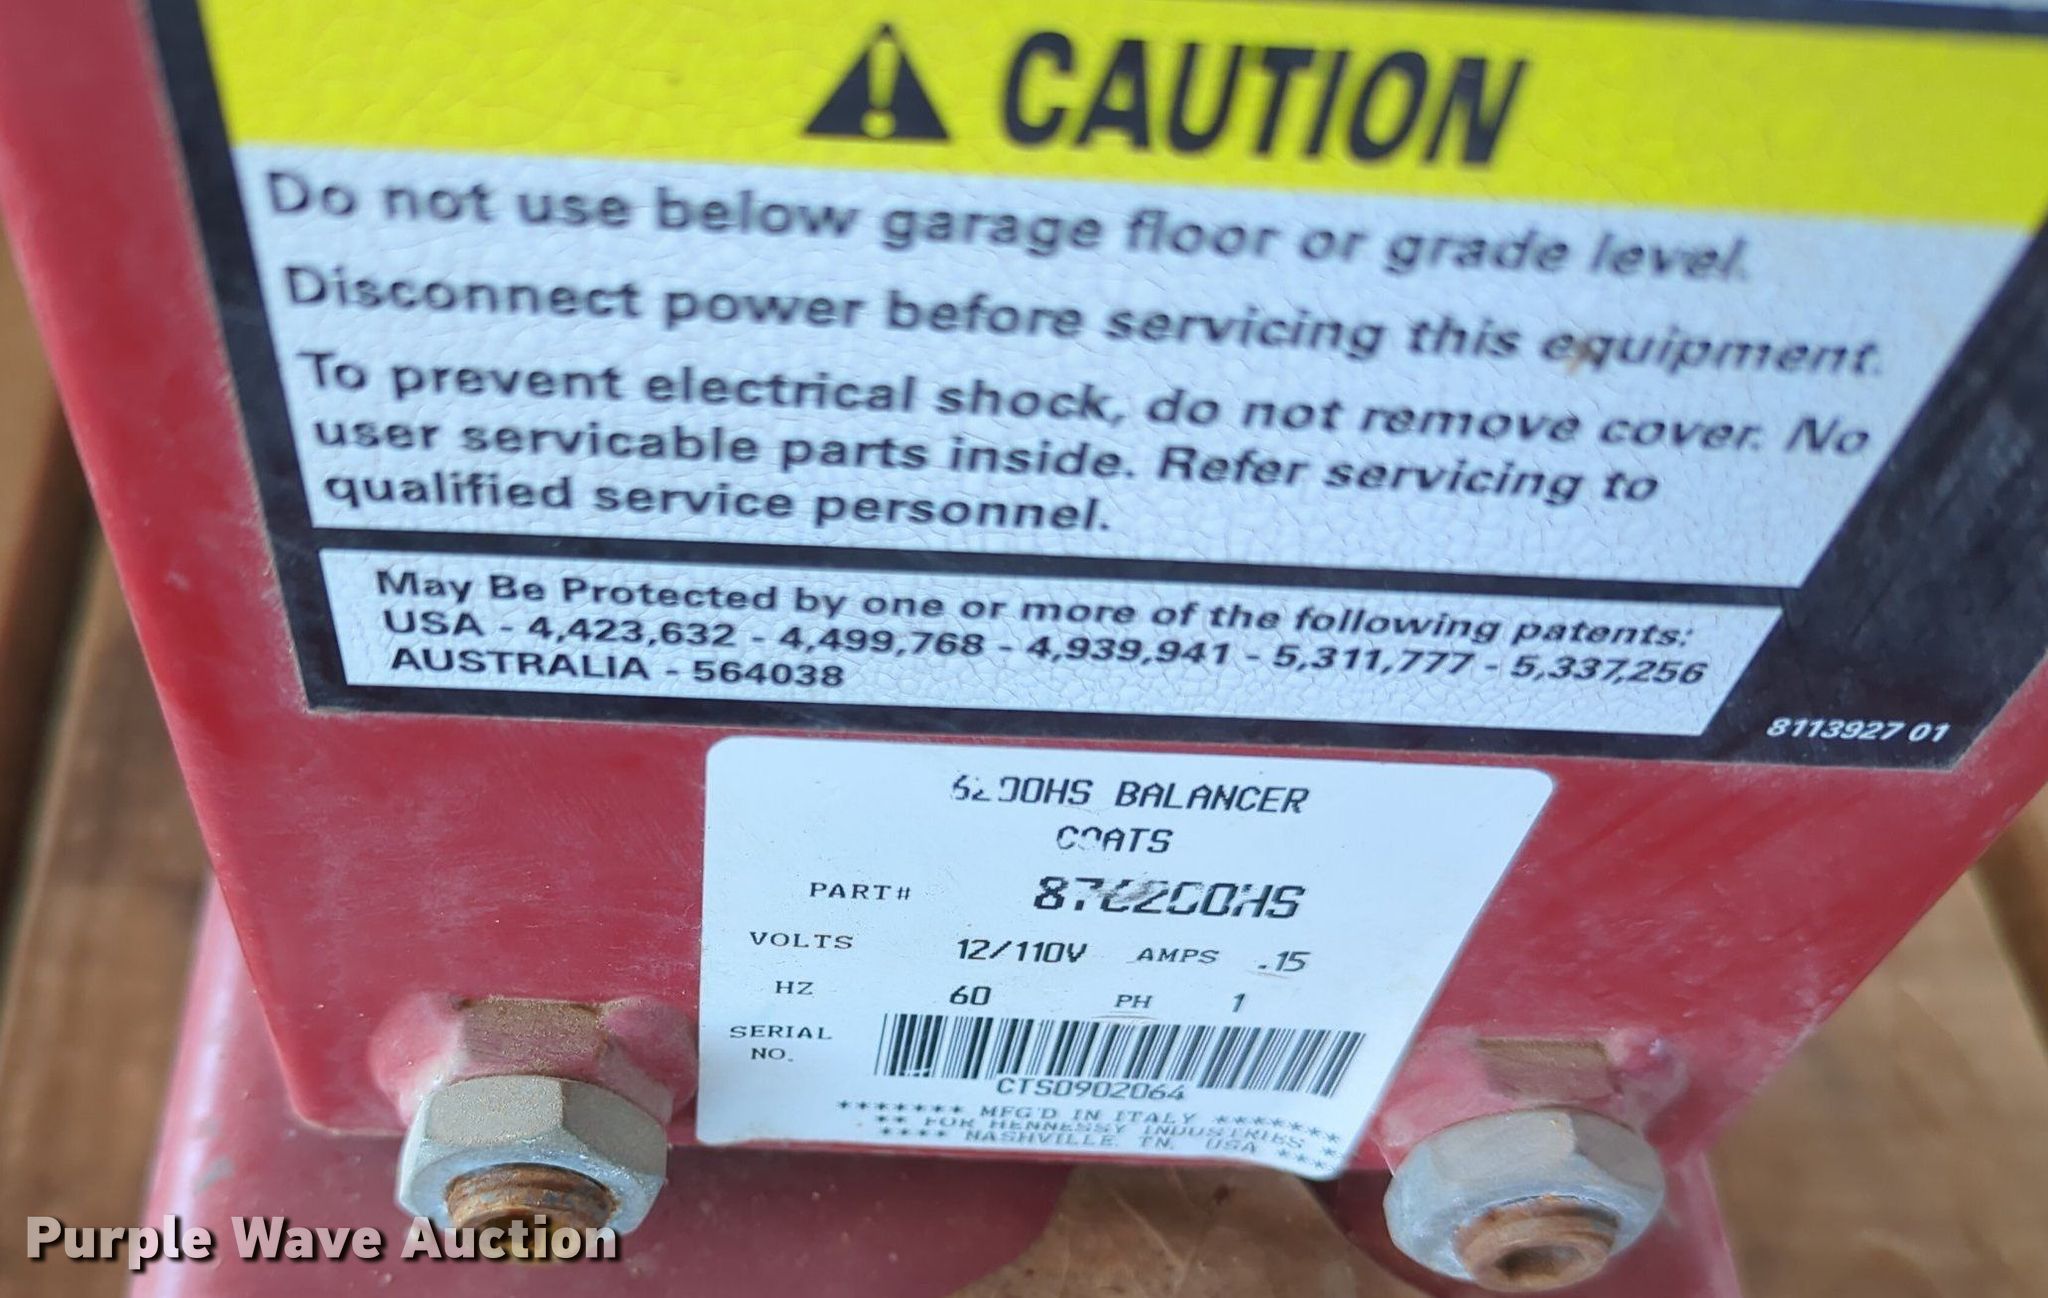 CAUTION
Do not use below garage floor or grade level.
Disconnect power before servicing this equipment.
To prevent electrical shock, do not remove cover. No
user servicable parts inside. Refer servicing to
qualified service personnel.
May Be Protected by one or more of the following patents:
USA - 4,423,632 - 4,499,768 - 4,939,941 - 5,311,777 - 5,337,256
AUSTRALIA - 564038
8113927 01
6200HS BALANCER
COATS
PART# 876200HS
VOLTS 12/110V AMPS .15
HZ 60 PH 1
SERIAL
NO.
CTS0902064
******* MFG'D IN ITALY *******
** FOR HENNESSY INDUSTRIES *
**** NASHVILLE, TN. USA ***
Purple Wave Auction